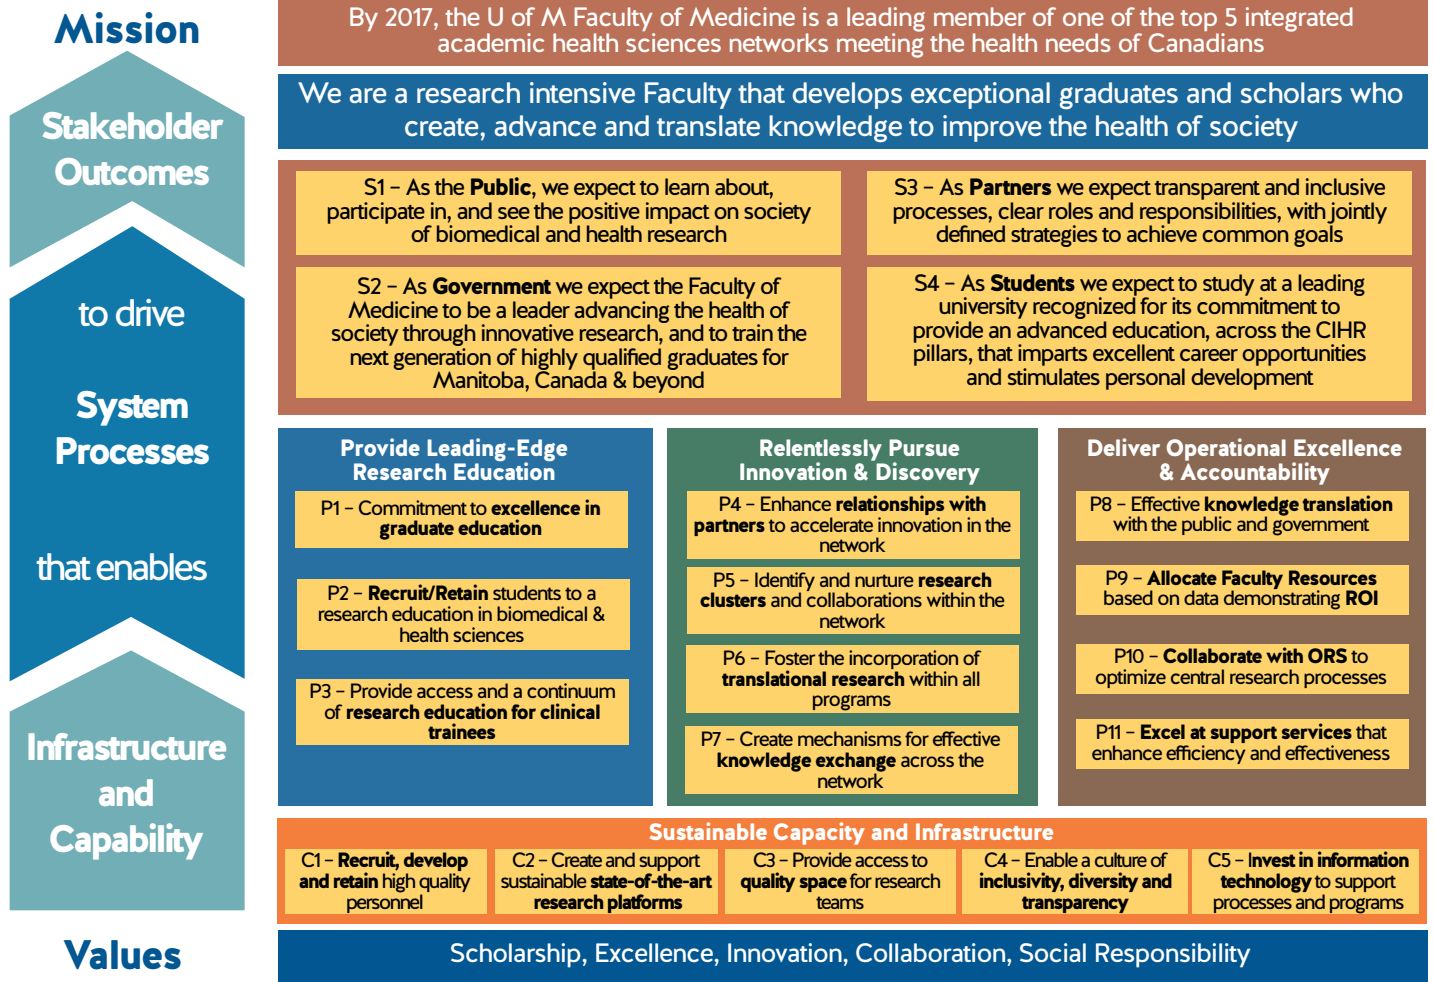 Mission
By 2017, the U of M Faculty of Medicine is a leading member of one of the top 5 integrated
academic health sciences networks meeting the health needs of Canadians
We are a research intensive Faculty that develops exceptional graduates and scholars who
create, advance and translate knowledge to improve the health of society
Stakeholder
Outcomes
S1 – As the Public, we expect to learn about,
participate in, and see the positive impact on society
of biomedical and health research
S2 – As Government we expect the Faculty of
Medicine to be a leader advancing the health of
society through innovative research, and to train the
next generation of highly qualified graduates for
Manitoba, Canada & beyond
S3 – As Partners we expect transparent and inclusive
processes, clear roles and responsibilities, with jointly
defined strategies to achieve common goals
S4 – As Students we expect to study at a leading
university recognized for its commitment to
provide an advanced education, across the CIHR
pillars, that imparts excellent career opportunities
and stimulates personal development
to drive
System
Processes
that enables
Provide Leading-Edge
Research Education
P1 – Commitment to excellence in
graduate education
P2 – Recruit/Retain students to a
research education in biomedical &
health sciences
P3 – Provide access and a continuum
of research education for clinical
trainees
Relentlessly Pursue
Innovation & Discovery
P4 – Enhance relationships with
partners to accelerate innovation in the
network
P5 – Identify and nurture research
clusters and collaborations within the
network
P6 – Foster the incorporation of
translational research within all
programs
P7 – Create mechanisms for effective
knowledge exchange across the
network
Deliver Operational Excellence
& Accountability
P8 – Effective knowledge translation
with the public and government
P9 – Allocate Faculty Resources
based on data demonstrating ROI
P10 – Collaborate with ORS to
optimize central research processes
P11 – Excel at support services that
enhance efficiency and effectiveness
Infrastructure
and
Capability
Sustainable Capacity and Infrastructure
C1 – Recruit, develop
and retain high quality
personnel
C2 – Create and support
sustainable state-of-the-art
research platforms
C3 – Provide access to
quality space for research
teams
C4 – Enable a culture of
inclusivity, diversity and
transparency
C5 – Invest in information
technology to support
processes and programs
Values
Scholarship, Excellence, Innovation, Collaboration, Social Responsibility